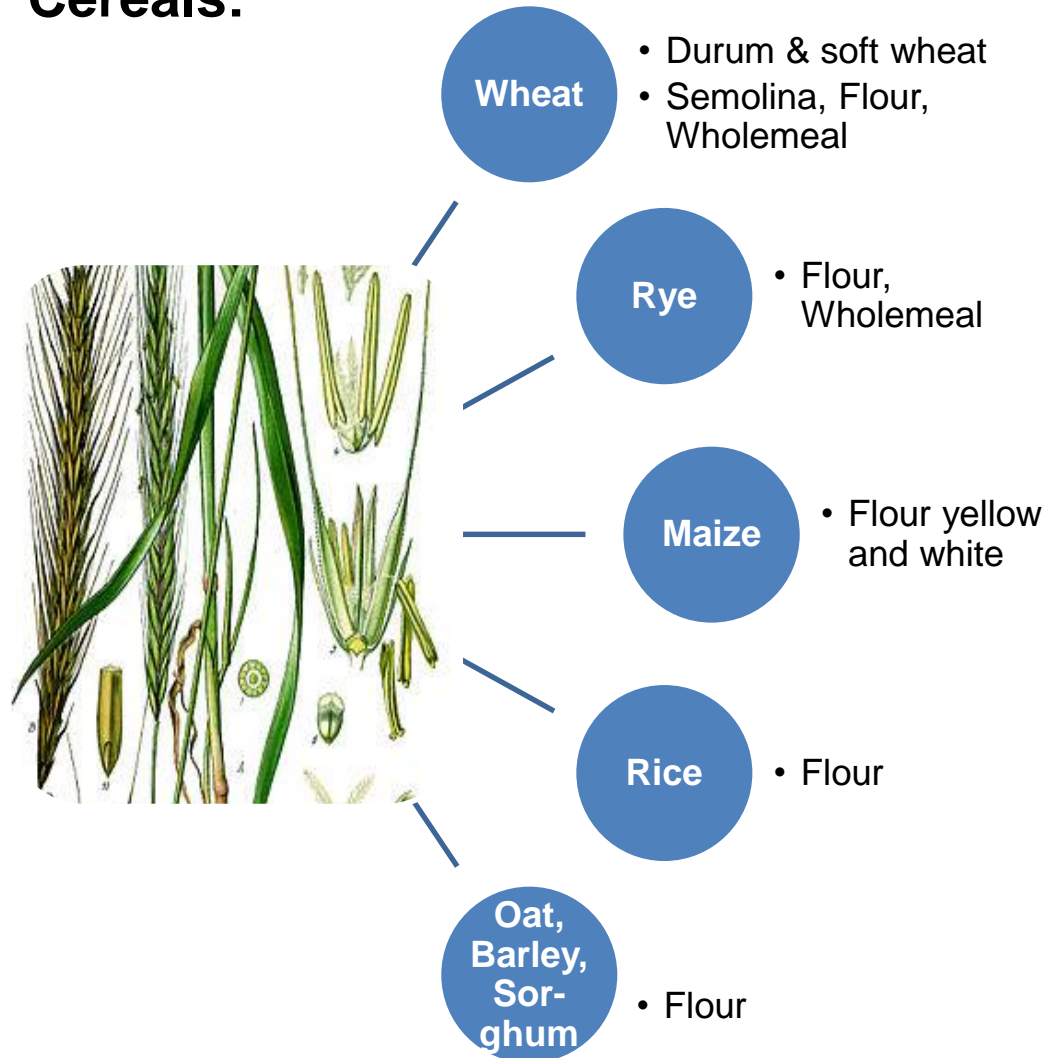 Cereals:
Wheat
• Durum & soft wheat
• Semolina, Flour,
Wholemeal
Rye
• Flour,
Wholemeal
Maize
• Flour yellow
and white
Rice
• Flour
Oat,
Barley,
Sor-
ghum
• Flour